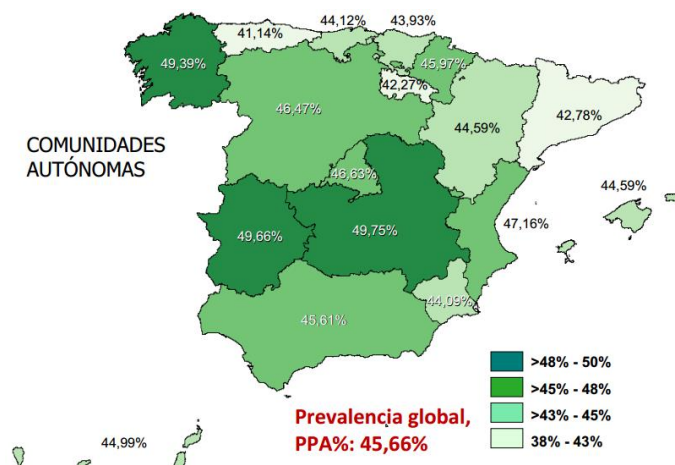 44,12%
43,93%
41,14%
49,39%
45,97%
42,27%
46,47%
42,78%
44,59%
COMUNIDADES
AUTÓNOMAS
46,63%
44,59%
49,66%
49,75%
47,16%
44,09%
45,61%
>48% - 50%
>45% - 48%
>43% - 45%
38% - 43%
Prevalencia global,
PPA%: 45,66%
44,99%